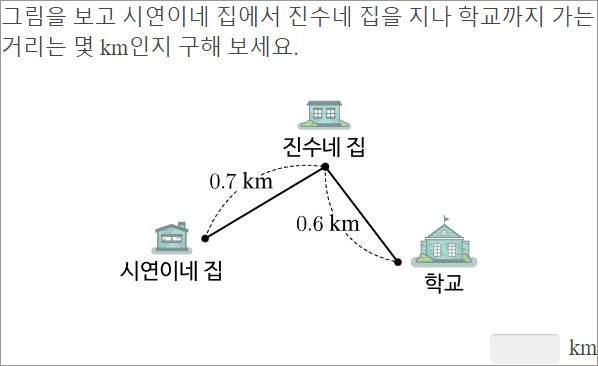 그림을 보고 시연이네 집에서 진수네 집을 지나 학교까지 가는
거리는 몇 km인지 구해 보세요.
진수네 집
0.7 km
0.6 km
시연이네 집
학교
km